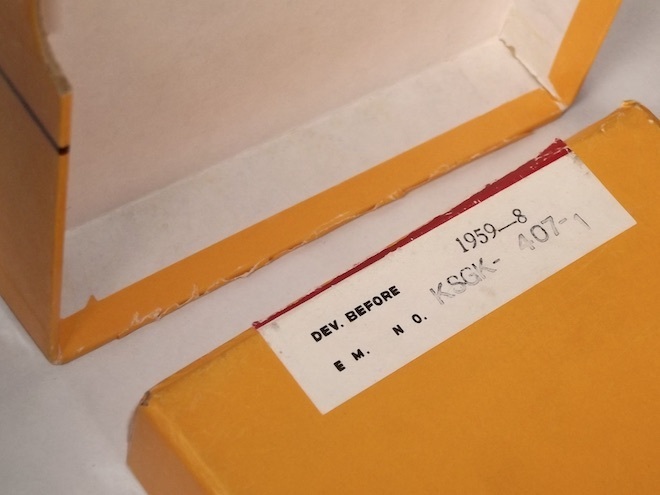 DEV. BEFORE 1959—8
E M. N O. KSGK- 407-1